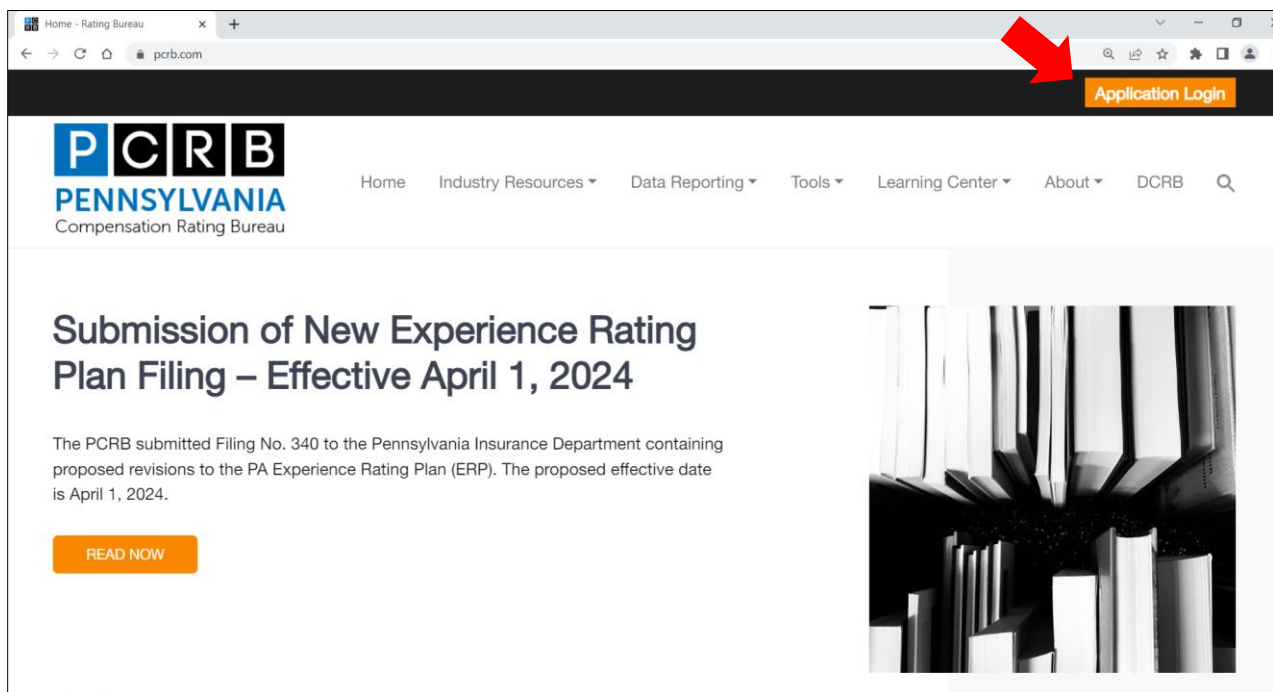 Home - Rating Bureau
pcrb.com
Application Login
PCRB
PENNSYLVANIA
Compensation Rating Bureau
Home Industry Resources Data Reporting Tools Learning Center About DCRB
Submission of New Experience Rating
Plan Filing – Effective April 1, 2024
The PCRB submitted Filing No. 340 to the Pennsylvania Insurance Department containing
proposed revisions to the PA Experience Rating Plan (ERP). The proposed effective date
is April 1, 2024.
READ NOW